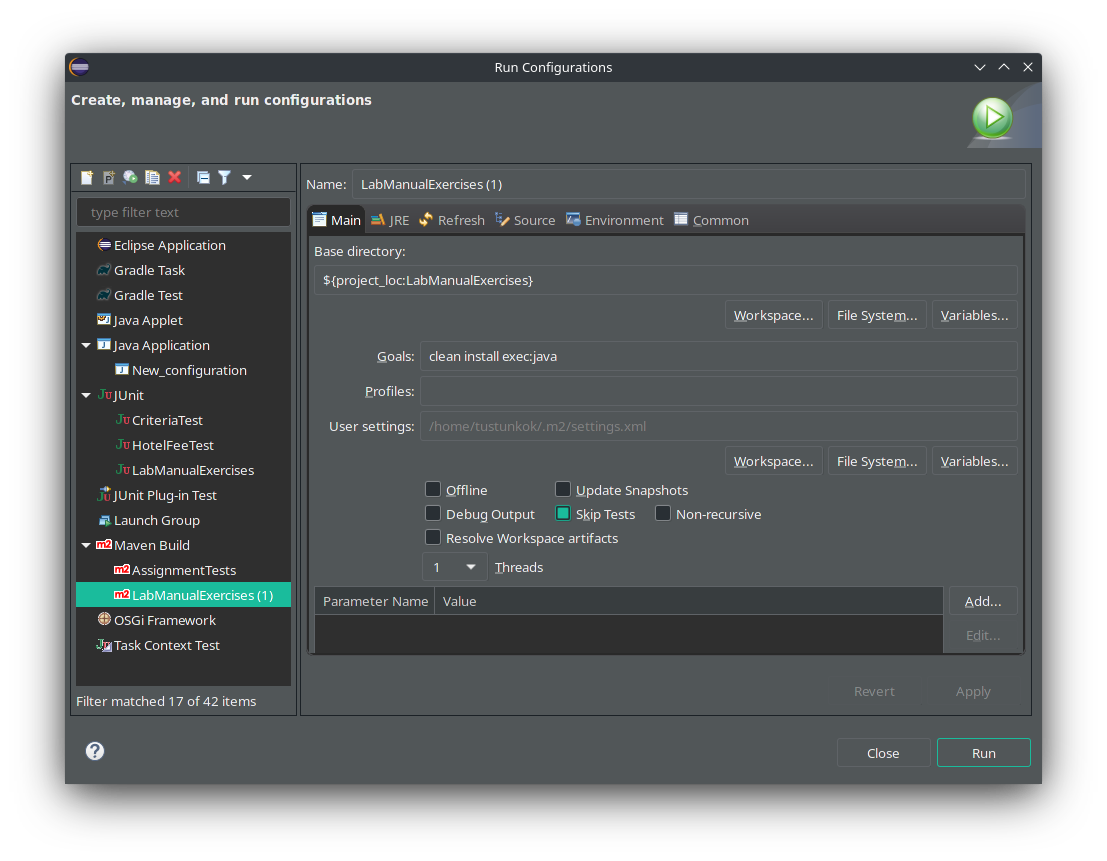 Run Configurations
Create, manage, and run configurations
type filter text
Eclipse Application
Gradle Task
Gradle Test
Java Applet
Java Application
New_configuration
JUnit
CriteriaTest
HotelFeeTest
LabManualExercises
JUnit Plug-in Test
Launch Group
Maven Build
AssignmentTests
LabManualExercises (1)
OSGi Framework
Task Context Test
Filter matched 17 of 42 items
Name: LabManualExercises (1)
Main JRE Refresh Source Environment Common
Base directory:
${project_loc:LabManualExercises}
Workspace... File System... Variables...
Goals: clean install exec:java
Profiles:
User settings: /home/tustunkok/.m2/settings.xml
Workspace... File System... Variables...
Offline Update Snapshots
Debug Output Skip Tests Non-recursive
Resolve Workspace artifacts
1 Threads
Parameter Name Value Add...
Edit...
Revert Apply
Close Run